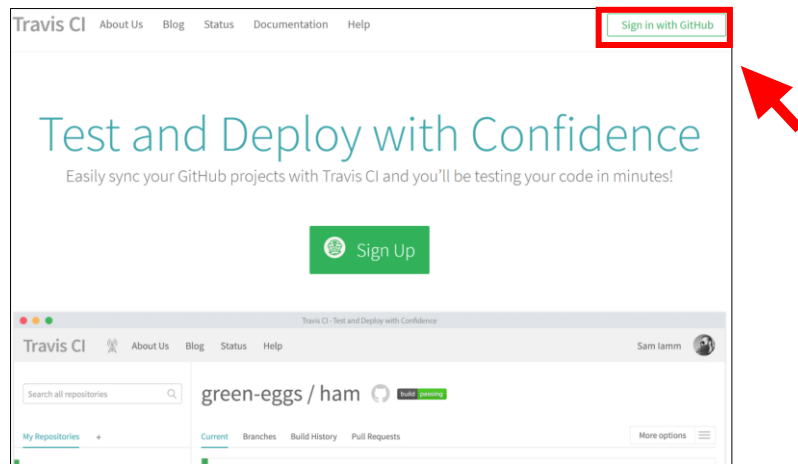 Travis CI About Us Blog Status Documentation Help Sign in with GitHub
Test and Deploy with Confidence
Easily sync your GitHub projects with Travis CI and you'll be testing your code in minutes!
Sign Up
Travis CI - Test and Deploy with Confidence
Travis CI About Us Blog Status Help Sam Iamm
Search all repositories
green-eggs / ham build passing
My Repositories + Current Branches Build History Pull Requests More options